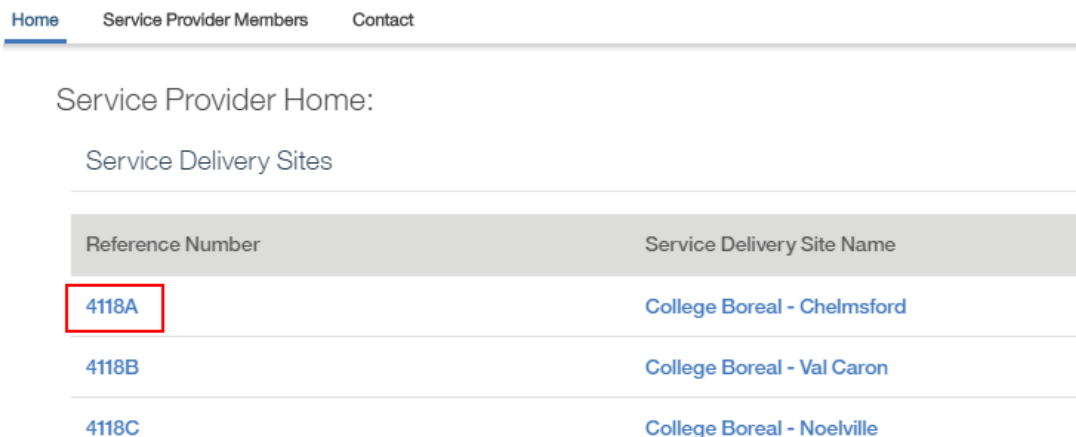 Home Service Provider Members Contact
Service Provider Home:
Service Delivery Sites
Reference Number Service Delivery Site Name
4118A College Boreal - Chelmsford
4118B College Boreal - Val Caron
4118C College Boreal - Noelville